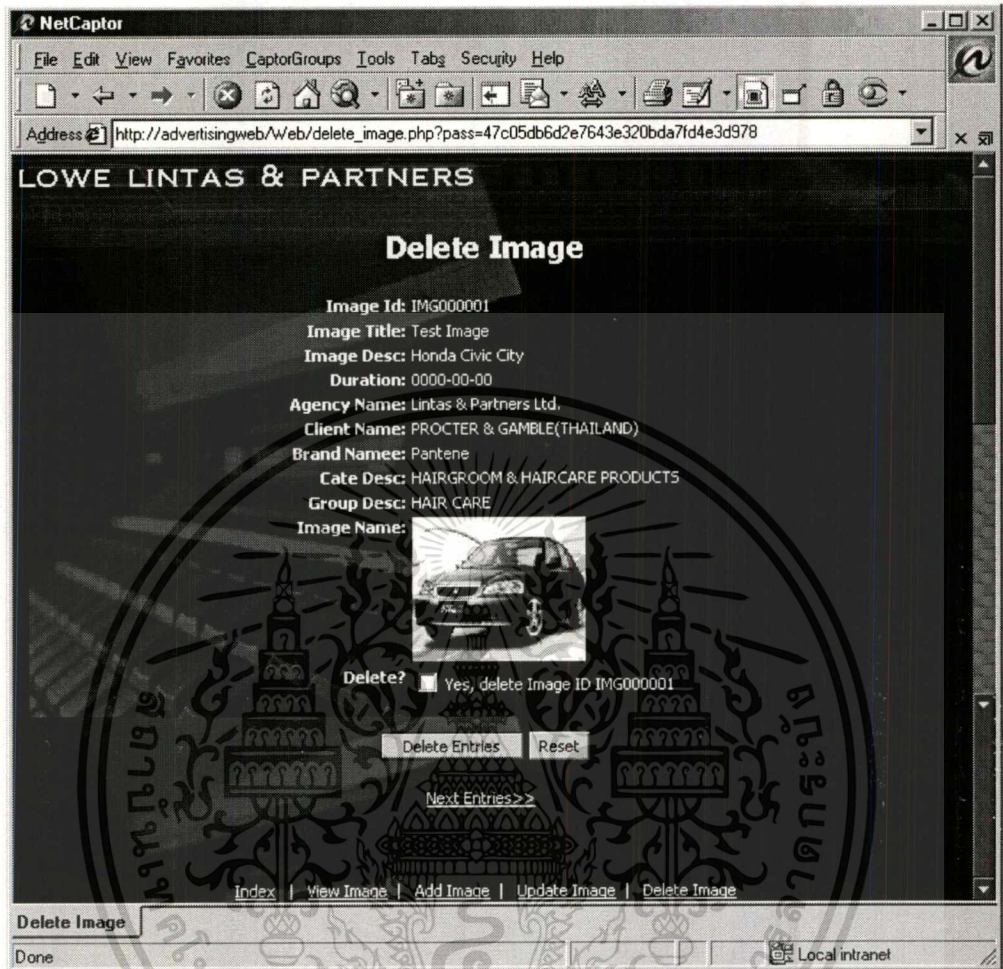 NetCaptor
File Edit View Favorites CaptorGroups Tools Tabs Security Help
Address http://advertisingweb/Web/delete_image.php?pass=47c05db6d2e7643e320bda7fd4e3d978
LOWE LINTAS & PARTNERS
Delete Image
Image Id: IMG000001
Image Title: Test Image
Image Desc: Honda Civic City
Duration: 0000-00-00
Agency Name: Lintas & Partners Ltd.
Client Name: PROCTER & GAMBLE(THAILAND)
Brand Namee: Pantene
Cate Desc: HAIRGROOM & HAIRCARE PRODUCTS
Group Desc: HAIR CARE
Image Name:
Delete? Yes, delete Image ID IMG000001
Delete Entries Reset
Next Entries>>
Index | View Image | Add Image | Update Image | Delete Image
Delete Image
Done Local intranet